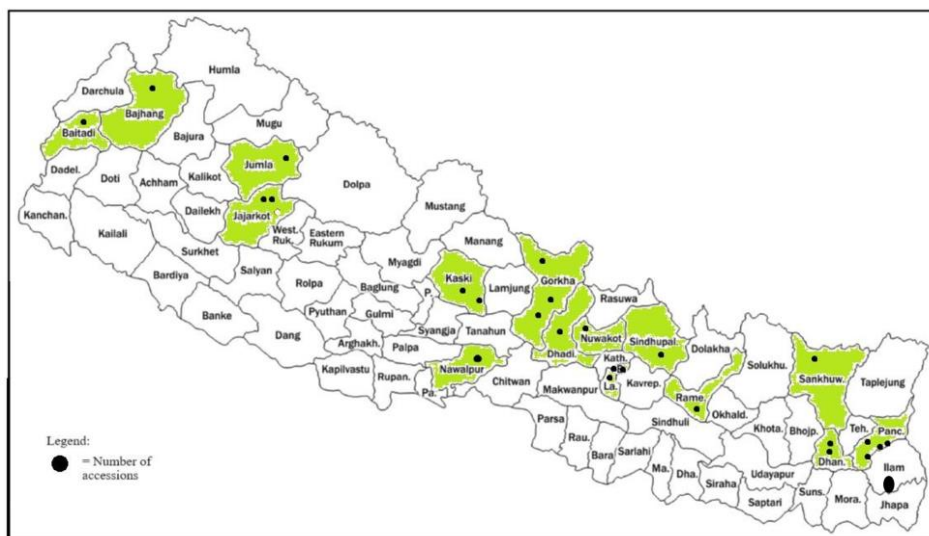 Humla
Darchula
Bajhang
Baitadi
Bajura
Mugu
Jumla
Dadel.
Doti
Achham
Kalikot
Dolpa
Kanchan.
Kailali
Dailekh
Jajarkot
West.
Ruk.
Eastern
Rukum
Mustang
Manang
Surkhet
Bardiya
Salyan
Rolpa
Myagdi
Baglung
Kaski
P.
Lamjung
Gorkha
Rasuwa
Banke
Dang
Pyuthan
Gulmi
Syangja
Tanahun
Arghakh.
Palpa
Nawalpur
Kapilvastu
Rupan.
Pa.
Chitwan
Dhadi.
Nuwakot
Sindhupal.
Dolakha
Kath.
La.
Kavrep.
Makwanpur
Rame.
Solukhu.
Sankhuw.
Taplejung
Parsa
Rau.
Bara
Sarlahi
Sindhuli
Okhald.
Khota.
Bhojp.
Teh.
Panc.
Dhan.
Ilam
Ma.
Dha.
Siraha
Udayapur
Saptari
Suns.
Mora.
Jhapa
Legend:
= Number of
accessions